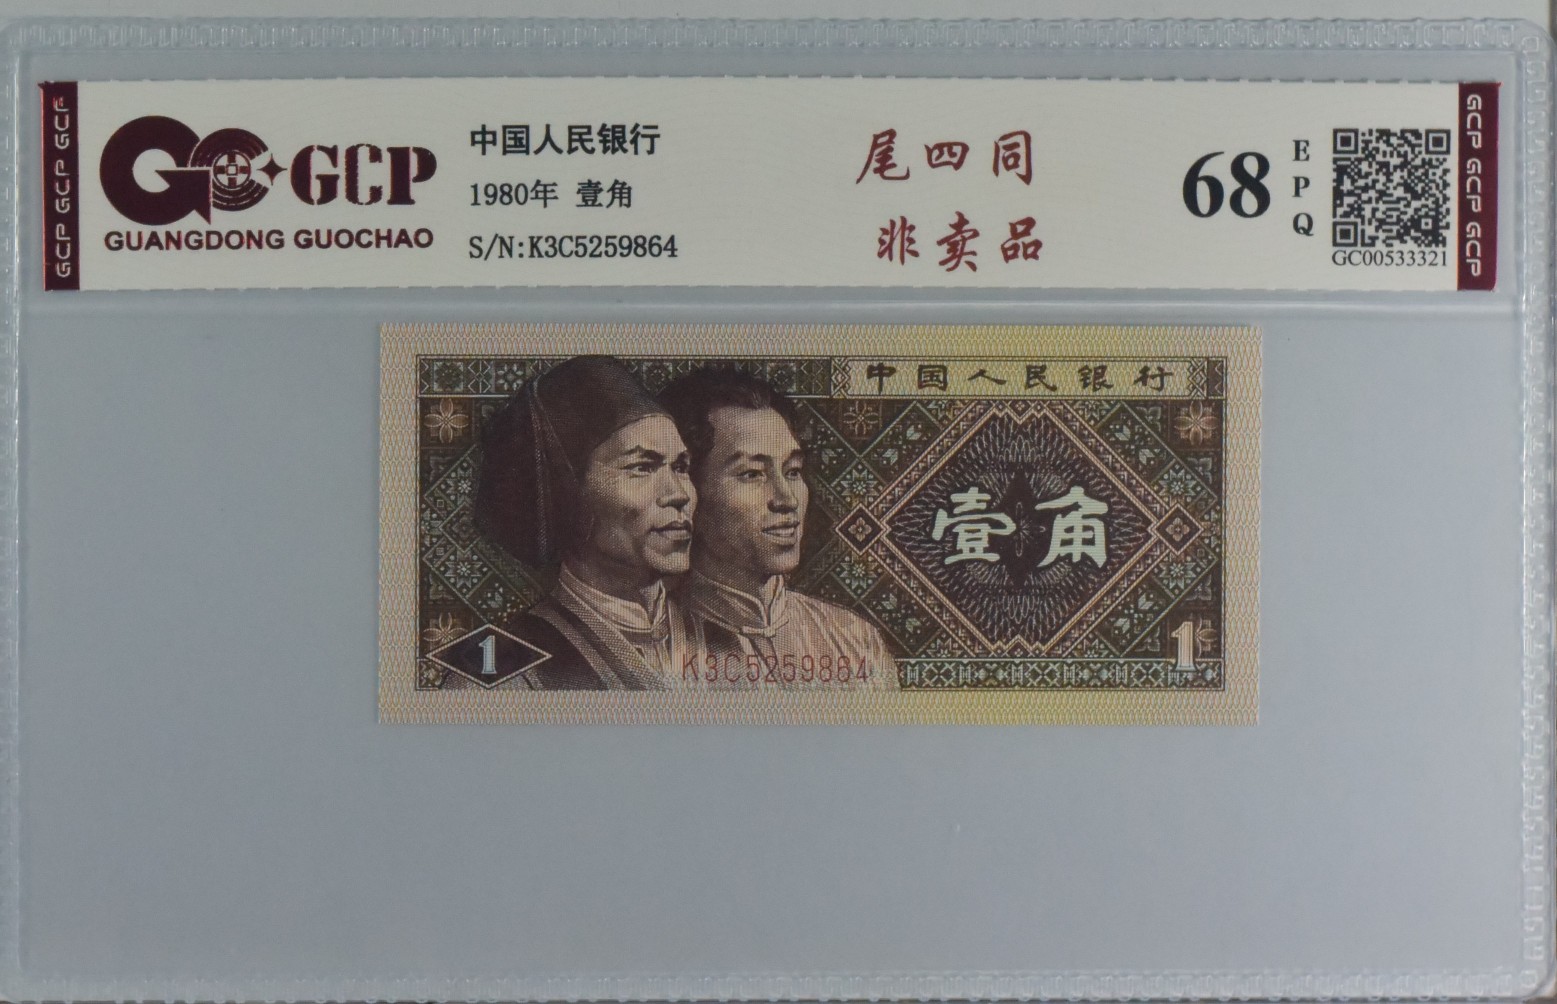 GCP GCP GCP
GCP
GUANGDONG GUOCHAO
中国人民银行
1980年 壹角
S/N:K3C5259864
尾四同
非卖品
68
EPQ
GC00533321
GCP GCP GCP
中国人民银行
壹角
1
K3C5259864
1